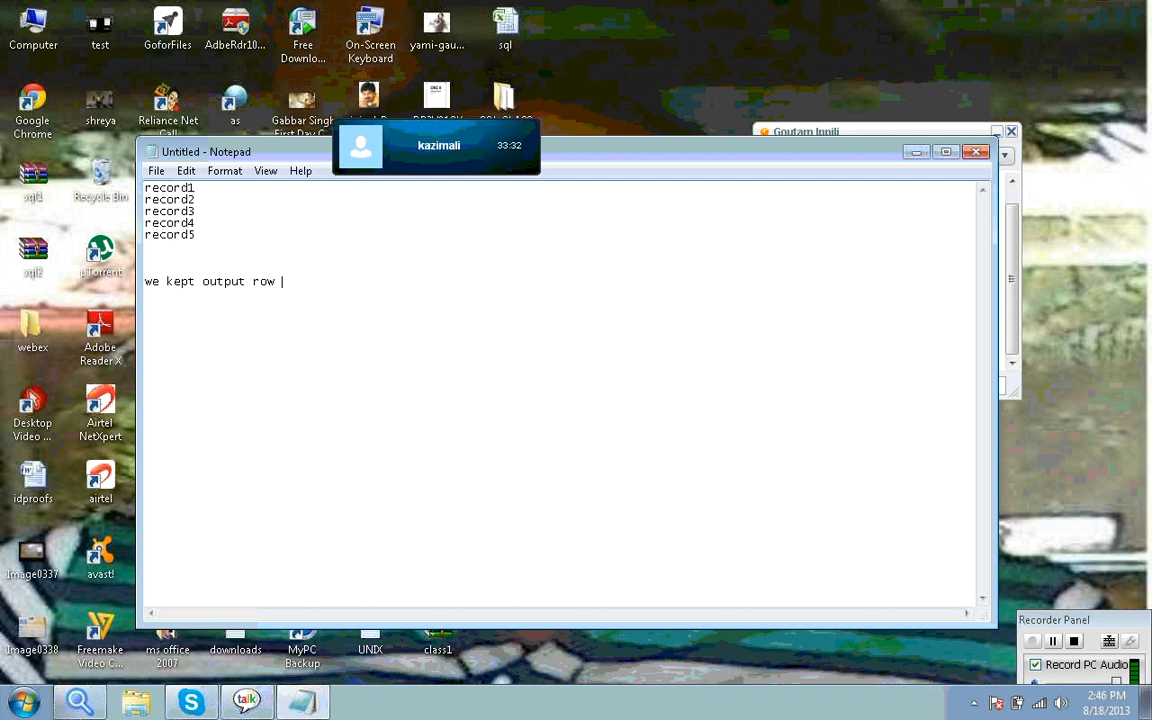 Computer
test
GoforFiles
AdbeRdr10...
Free Downlo...
On-Screen Keyboard
yami-gau...
sql
Google Chrome
shreya
Reliance Net Call
as
Gabbar Singh First Day C
kazimali 33:32
Goutam Ippili
Untitled - Notepad
File Edit Format View Help
record1
record2
record3
record4
record5
we kept output row
sql1
Recycle Bin
sql2
µTorrent
webex
Adobe Reader X
Desktop Video ...
Airtel NetXpert
idproofs
airtel
Image0337
avast!
Image0338
Freemake Video C...
ms office 2007
downloads
MyPC Backup
UNIX
class1
Recorder Panel
Record PC Audio
talk
2:46 PM
8/18/2013